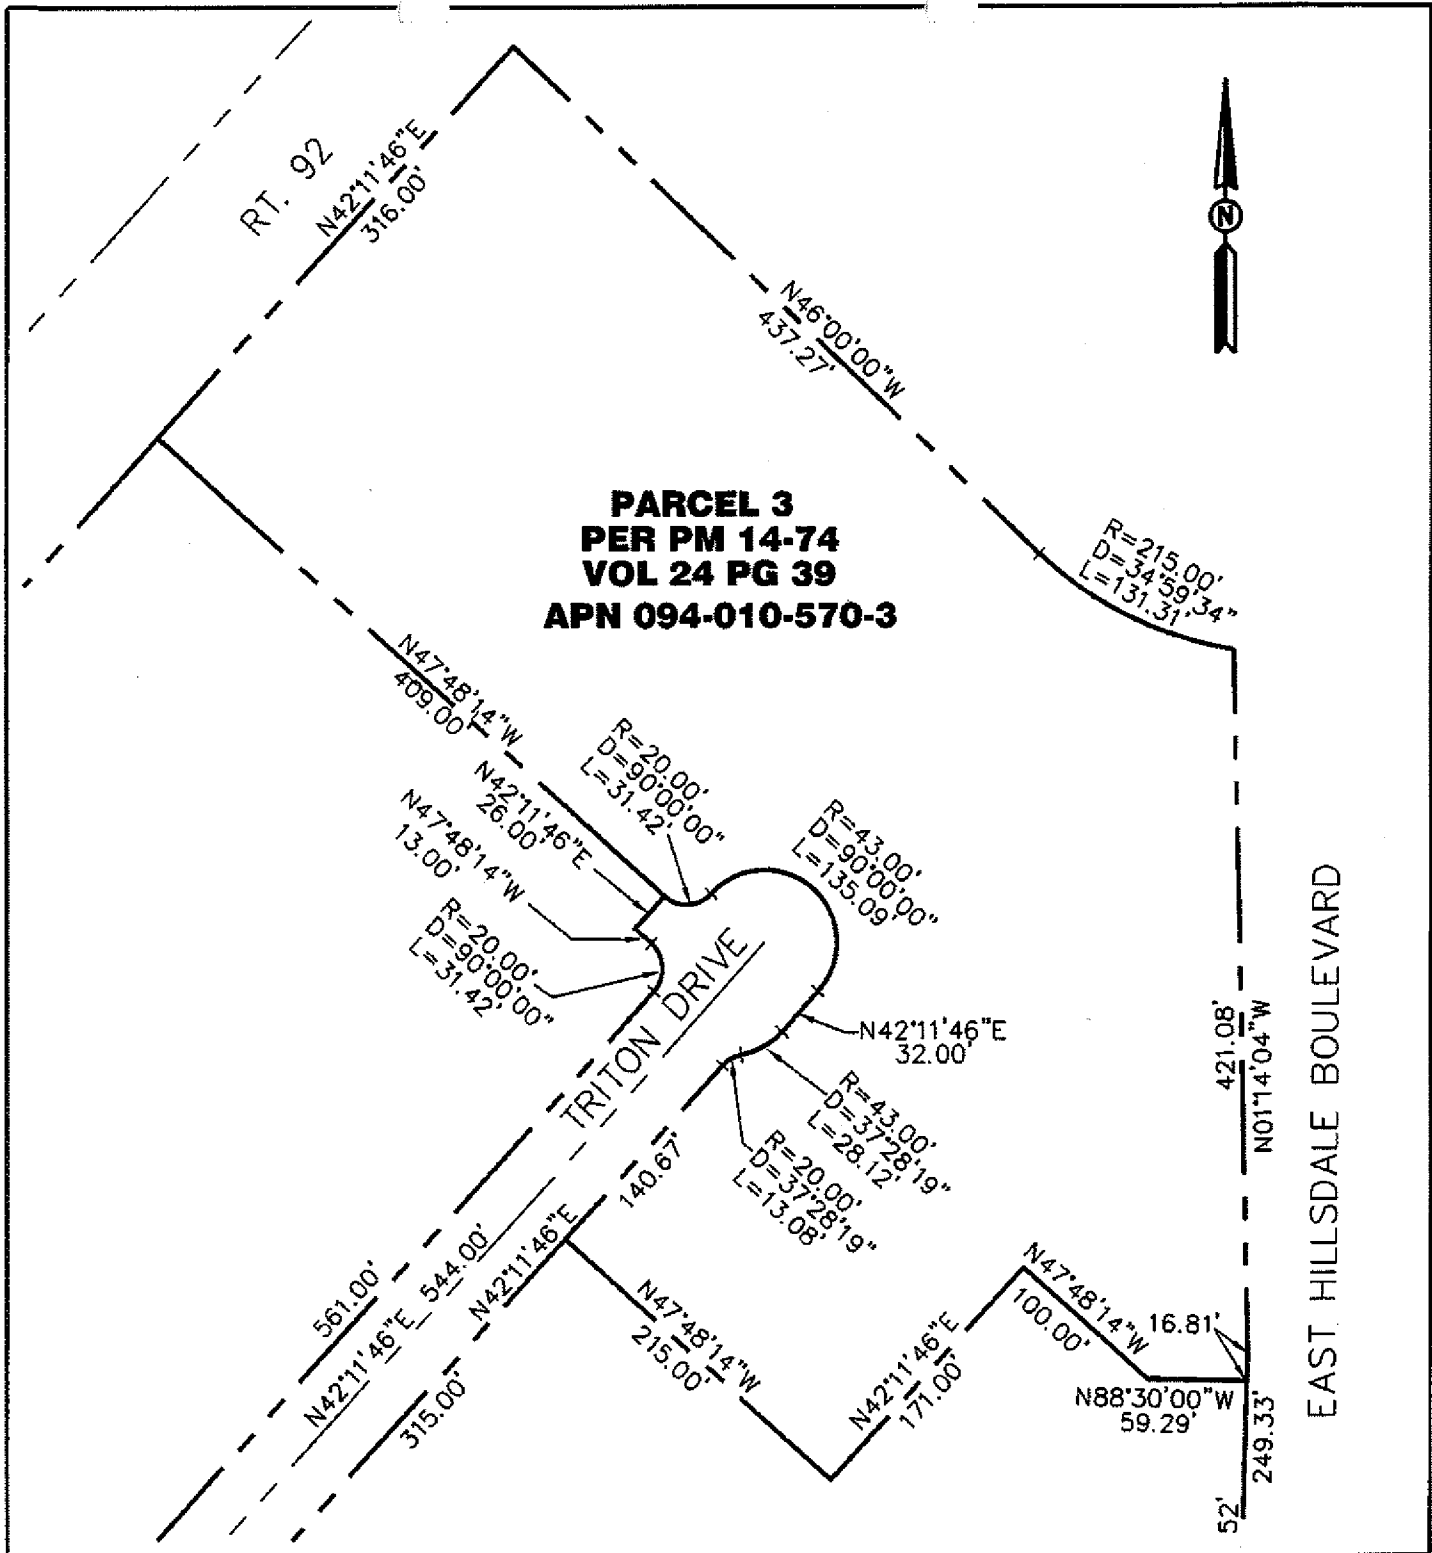 RT. 92
N42°11'46"E
316.00'
N
N46°00'00"W
437.27'
PARCEL 3
PER PM 14-74
VOL 24 PG 39
APN 094-010-570-3
R=215.00'
D=34°59'34"
L=131.31'
N47°48'14"W
409.00'
R=20.00'
D=90°00'00"
L=31.42'
N42°11'46"E
26.00'
N47°48'14"W
13.00'
R=43.00'
D=90°00'00"
L=135.09'
R=20.00'
D=90°00'00"
L=31.42'
TRITON DRIVE
N42°11'46"E
32.00'
R=43.00'
D=37°28'19"
L=28.12'
R=20.00'
D=37°28'19"
L=13.08'
421.08'
N01°14'04"W
EAST HILLSDALE BOULEVARD
140.67'
N42°11'46"E
561.00'
N42°11'46"E 544.00'
315.00'
N47°48'14"W
215.00'
N42°11'46"E
171.00'
N47°48'14"W
100.00'
16.81'
N88°30'00"W
59.29'
249.33'
52'